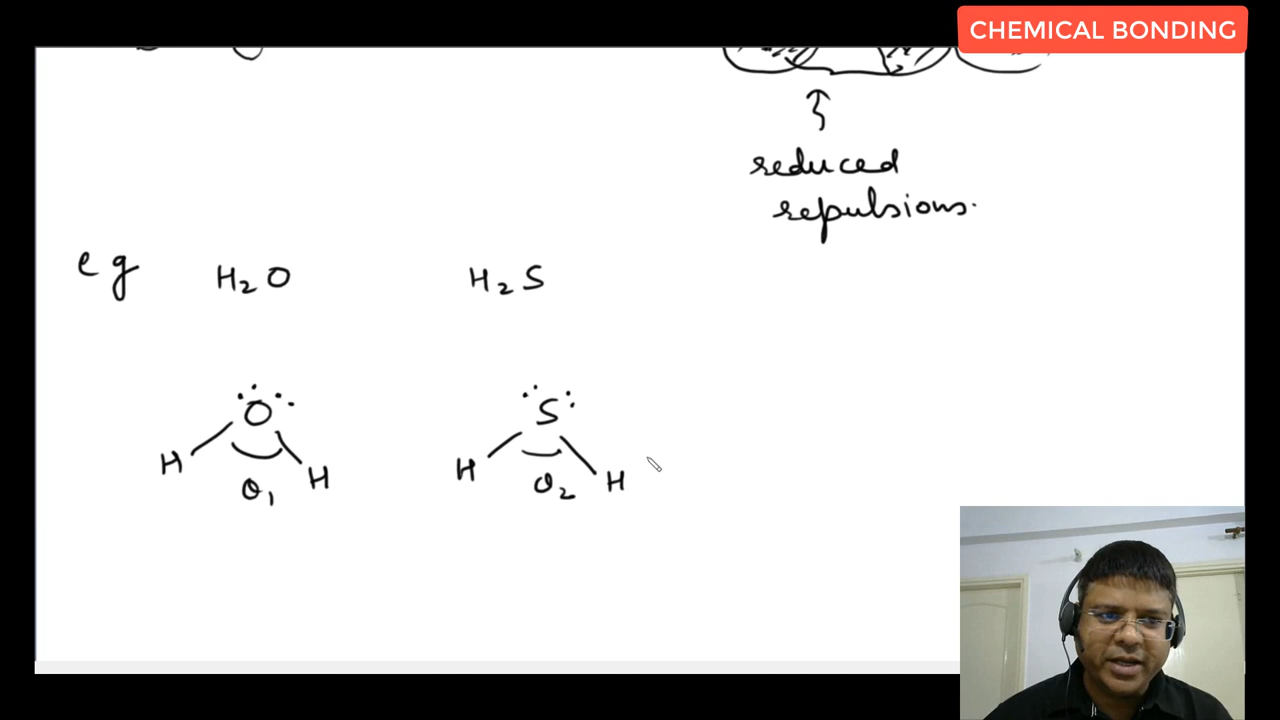 CHEMICAL BONDING
reduced
repulsions.
eg H₂O H₂S
O S
H H H H
θ₁ θ₂